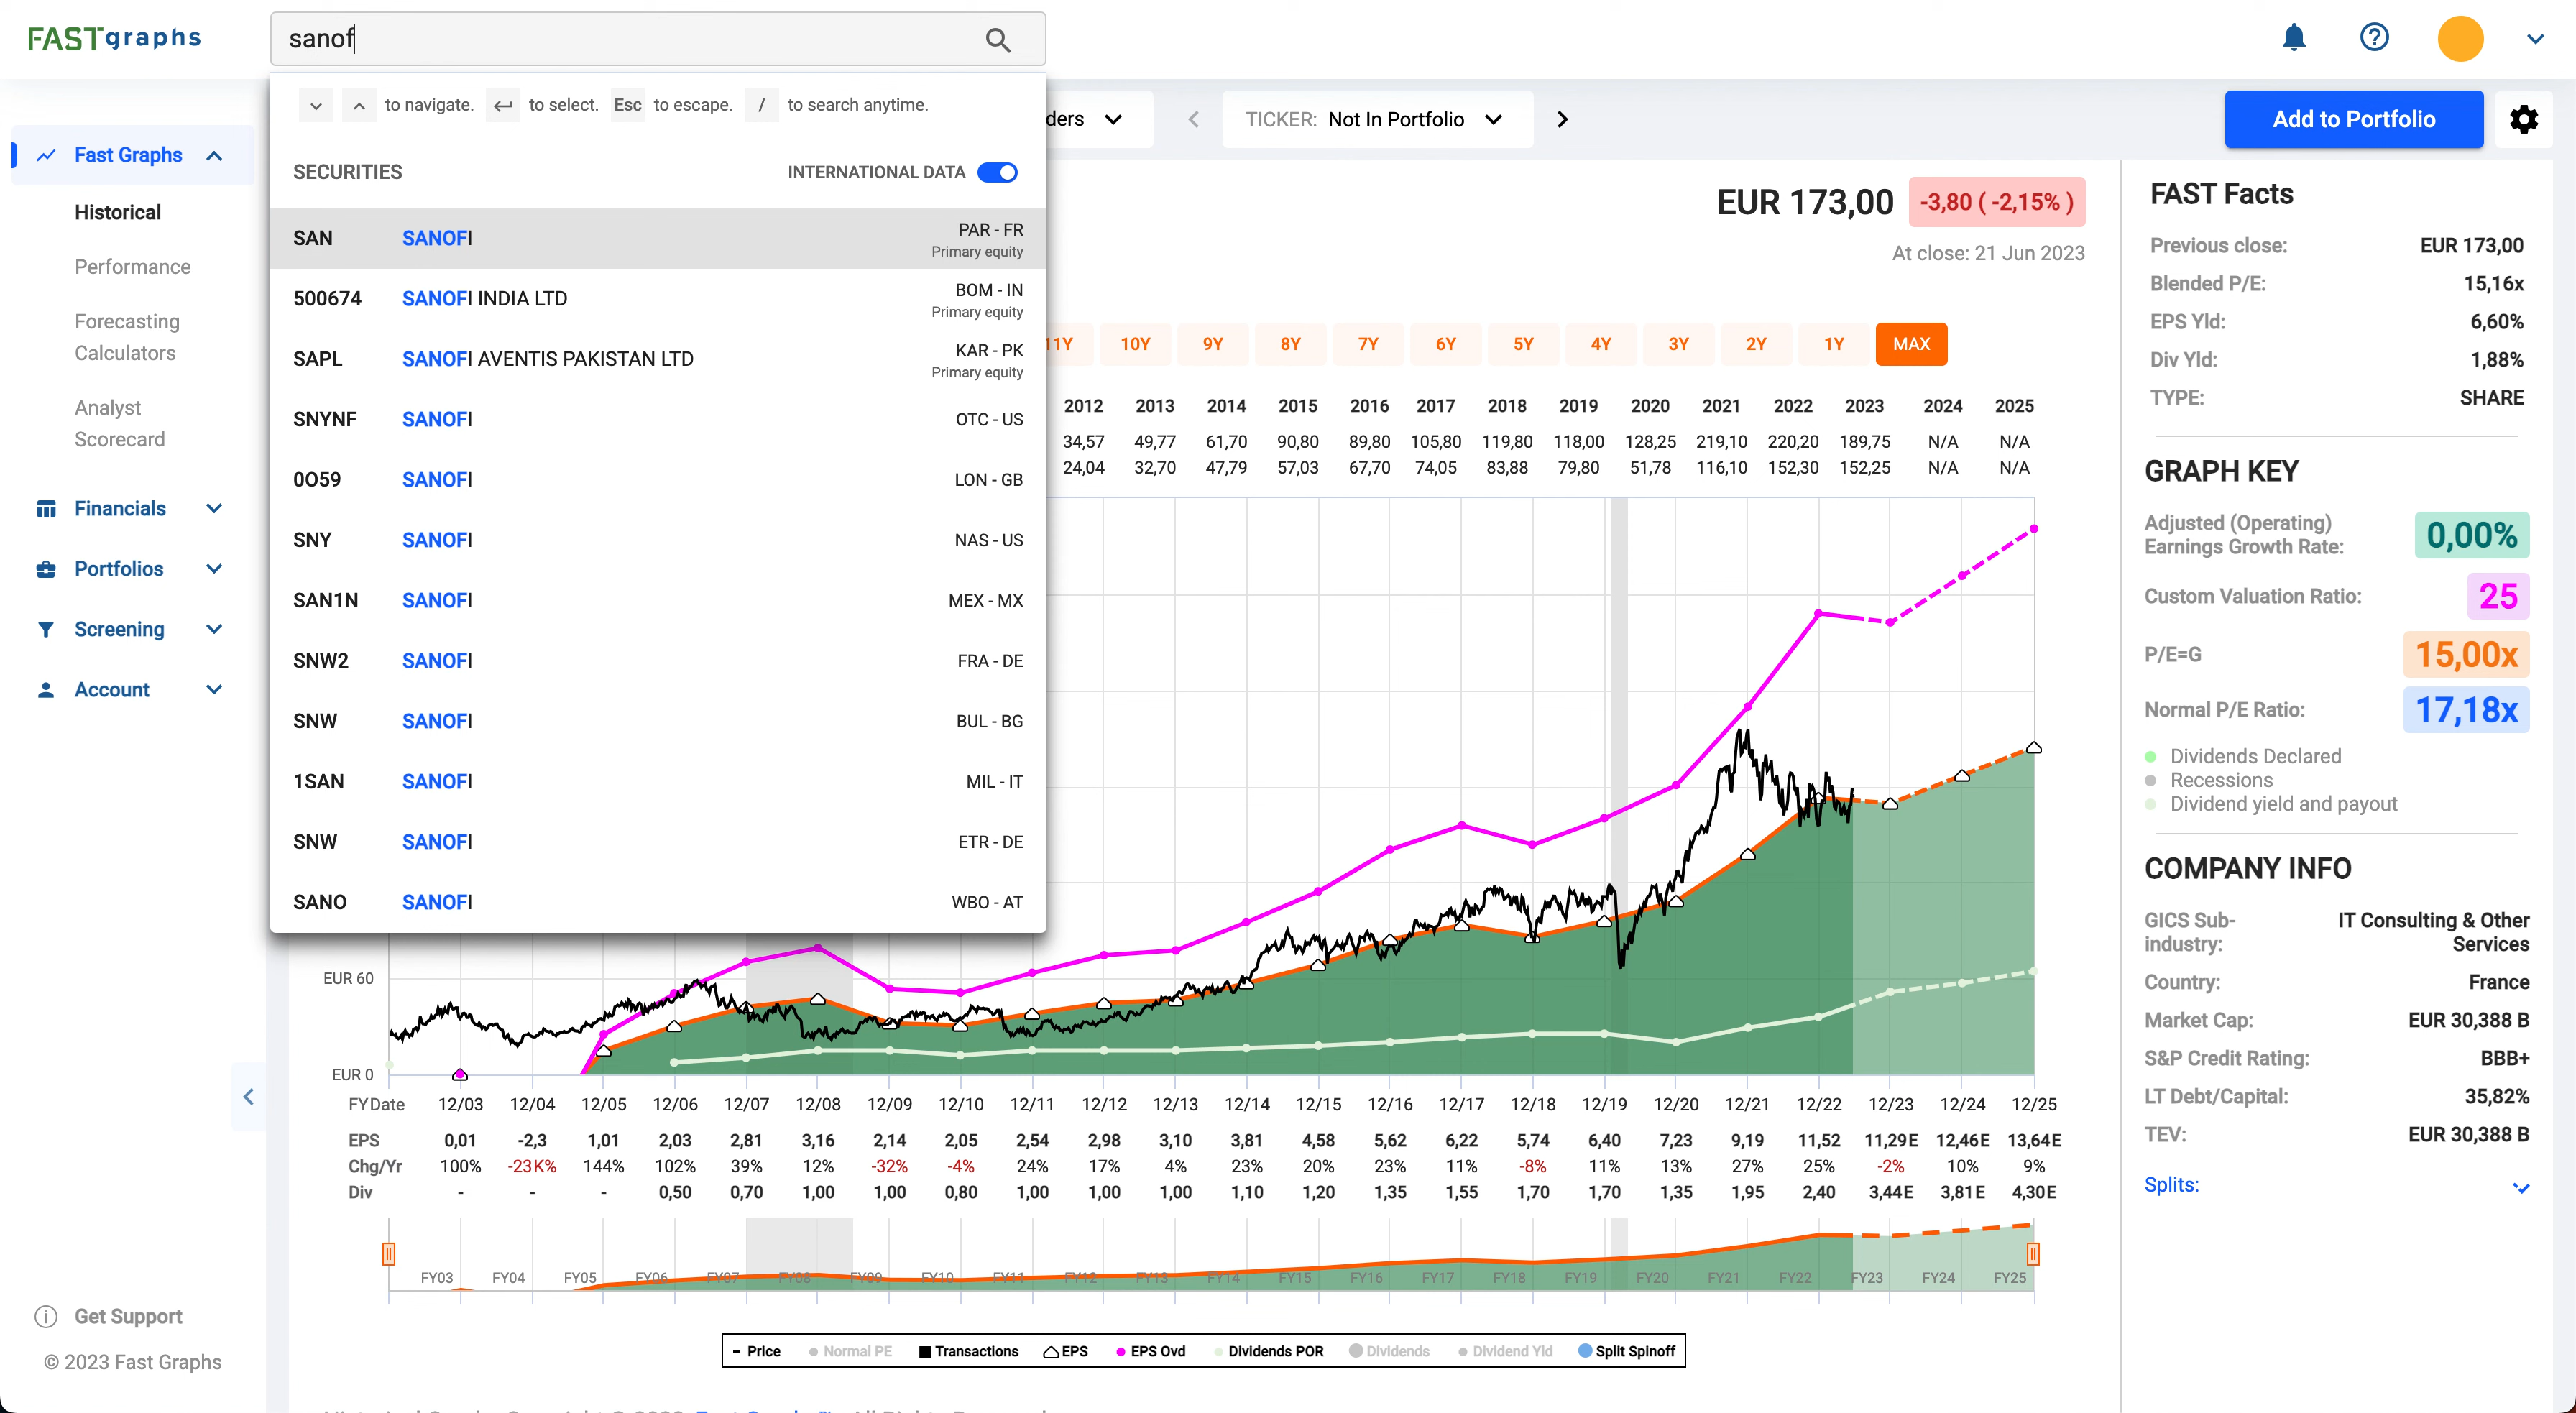 FASTgraphs
sanof
to navigate. to select. Esc to escape. / to search anytime.
SECURITIES INTERNATIONAL DATA
SAN SANOFI PAR - FR
Primary equity
500674 SANOFI INDIA LTD BOM - IN
Primary equity
SAPL SANOFI AVENTIS PAKISTAN LTD KAR - PK
Primary equity
SNYNF SANOFI OTC - US
0O59 SANOFI LON - GB
SNY SANOFI NAS - US
SAN1N SANOFI MEX - MX
SNW2 SANOFI FRA - DE
SNW SANOFI BUL - BG
1SAN SANOFI MIL - IT
SNW SANOFI ETR - DE
SANO SANOFI WBO - AT
Fast Graphs
Historical
Performance
Forecasting
Calculators
Analyst
Scorecard
Financials
Portfolios
Screening
Account
Get Support
© 2023 Fast Graphs
ders
TICKER: Not In Portfolio
Add to Portfolio
EUR 173,00 -3,80 ( -2,15% )
At close: 21 Jun 2023
11Y 10Y 9Y 8Y 7Y 6Y 5Y 4Y 3Y 2Y 1Y MAX
2012 2013 2014 2015 2016 2017 2018 2019 2020 2021 2022 2023 2024 2025
34,57 49,77 61,70 90,80 89,80 105,80 119,80 118,00 128,25 219,10 220,20 189,75 N/A N/A
24,04 32,70 47,79 57,03 67,70 74,05 83,88 79,80 51,78 116,10 152,30 152,25 N/A N/A
EUR 60
EUR 0
FYDate 12/03 12/04 12/05 12/06 12/07 12/08 12/09 12/10 12/11 12/12 12/13 12/14 12/15 12/16 12/17 12/18 12/19 12/20 12/21 12/22 12/23 12/24 12/25
EPS 0,01 -2,3 1,01 2,03 2,81 3,16 2,14 2,05 2,54 2,98 3,10 3,81 4,58 5,62 6,22 5,74 6,40 7,23 9,19 11,52 11,29E 12,46E 13,64E
Chg/Yr 100% -23K% 144% 102% 39% 12% -32% -4% 24% 17% 4% 23% 20% 23% 11% -8% 11% 13% 27% 25% -2% 10% 9%
Div - - - 0,50 0,70 1,00 1,00 0,80 1,00 1,00 1,00 1,10 1,20 1,35 1,55 1,70 1,70 1,35 1,95 2,40 3,44E 3,81E 4,30E
FY03 FY04 FY05 FY06 FY07 FY08 FY09 FY10 FY11 FY12 FY13 FY14 FY15 FY16 FY17 FY18 FY19 FY20 FY21 FY22 FY23 FY24 FY25
Price Normal PE Transactions EPS EPS Ovd Dividends POR Dividends Dividend Yld Split Spinoff
FAST Facts
Previous close: EUR 173,00
Blended P/E: 15,16x
EPS Yld: 6,60%
Div Yld: 1,88%
TYPE: SHARE
GRAPH KEY
Adjusted (Operating)
Earnings Growth Rate: 0,00%
Custom Valuation Ratio: 25
P/E=G 15,00x
Normal P/E Ratio: 17,18x
Dividends Declared
Recessions
Dividend yield and payout
COMPANY INFO
GICS Sub-
industry: IT Consulting & Other
Services
Country: France
Market Cap: EUR 30,388 B
S&P Credit Rating: BBB+
LT Debt/Capital: 35,82%
TEV: EUR 30,388 B
Splits: